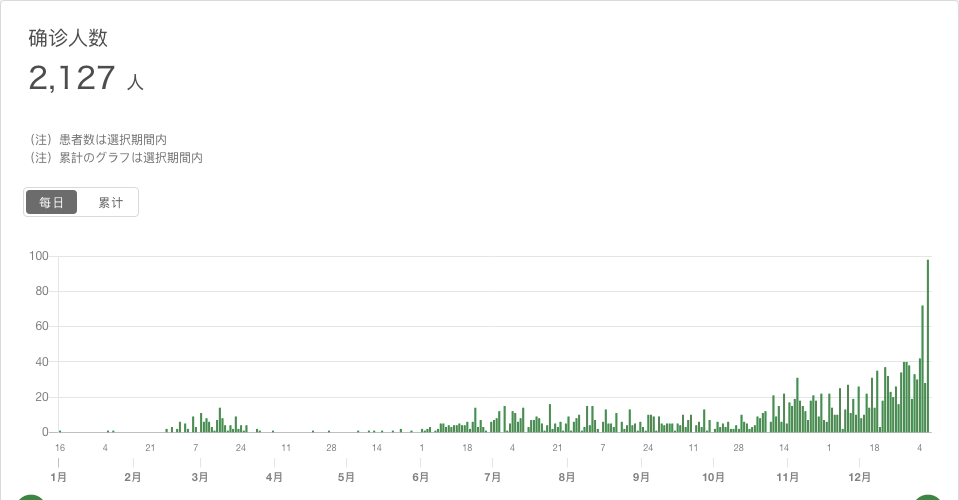 确诊人数
2,127 人
（注）患者数は選択期間内
（注）累計のグラフは選択期間内
每日 累计
100
80
60
40
20
0
16 4 21 7 24 11 28 14 1 18 4 21 7 24 11 28 14 1 18 4
1月 2月 3月 4月 5月 6月 7月 8月 9月 10月 11月 12月